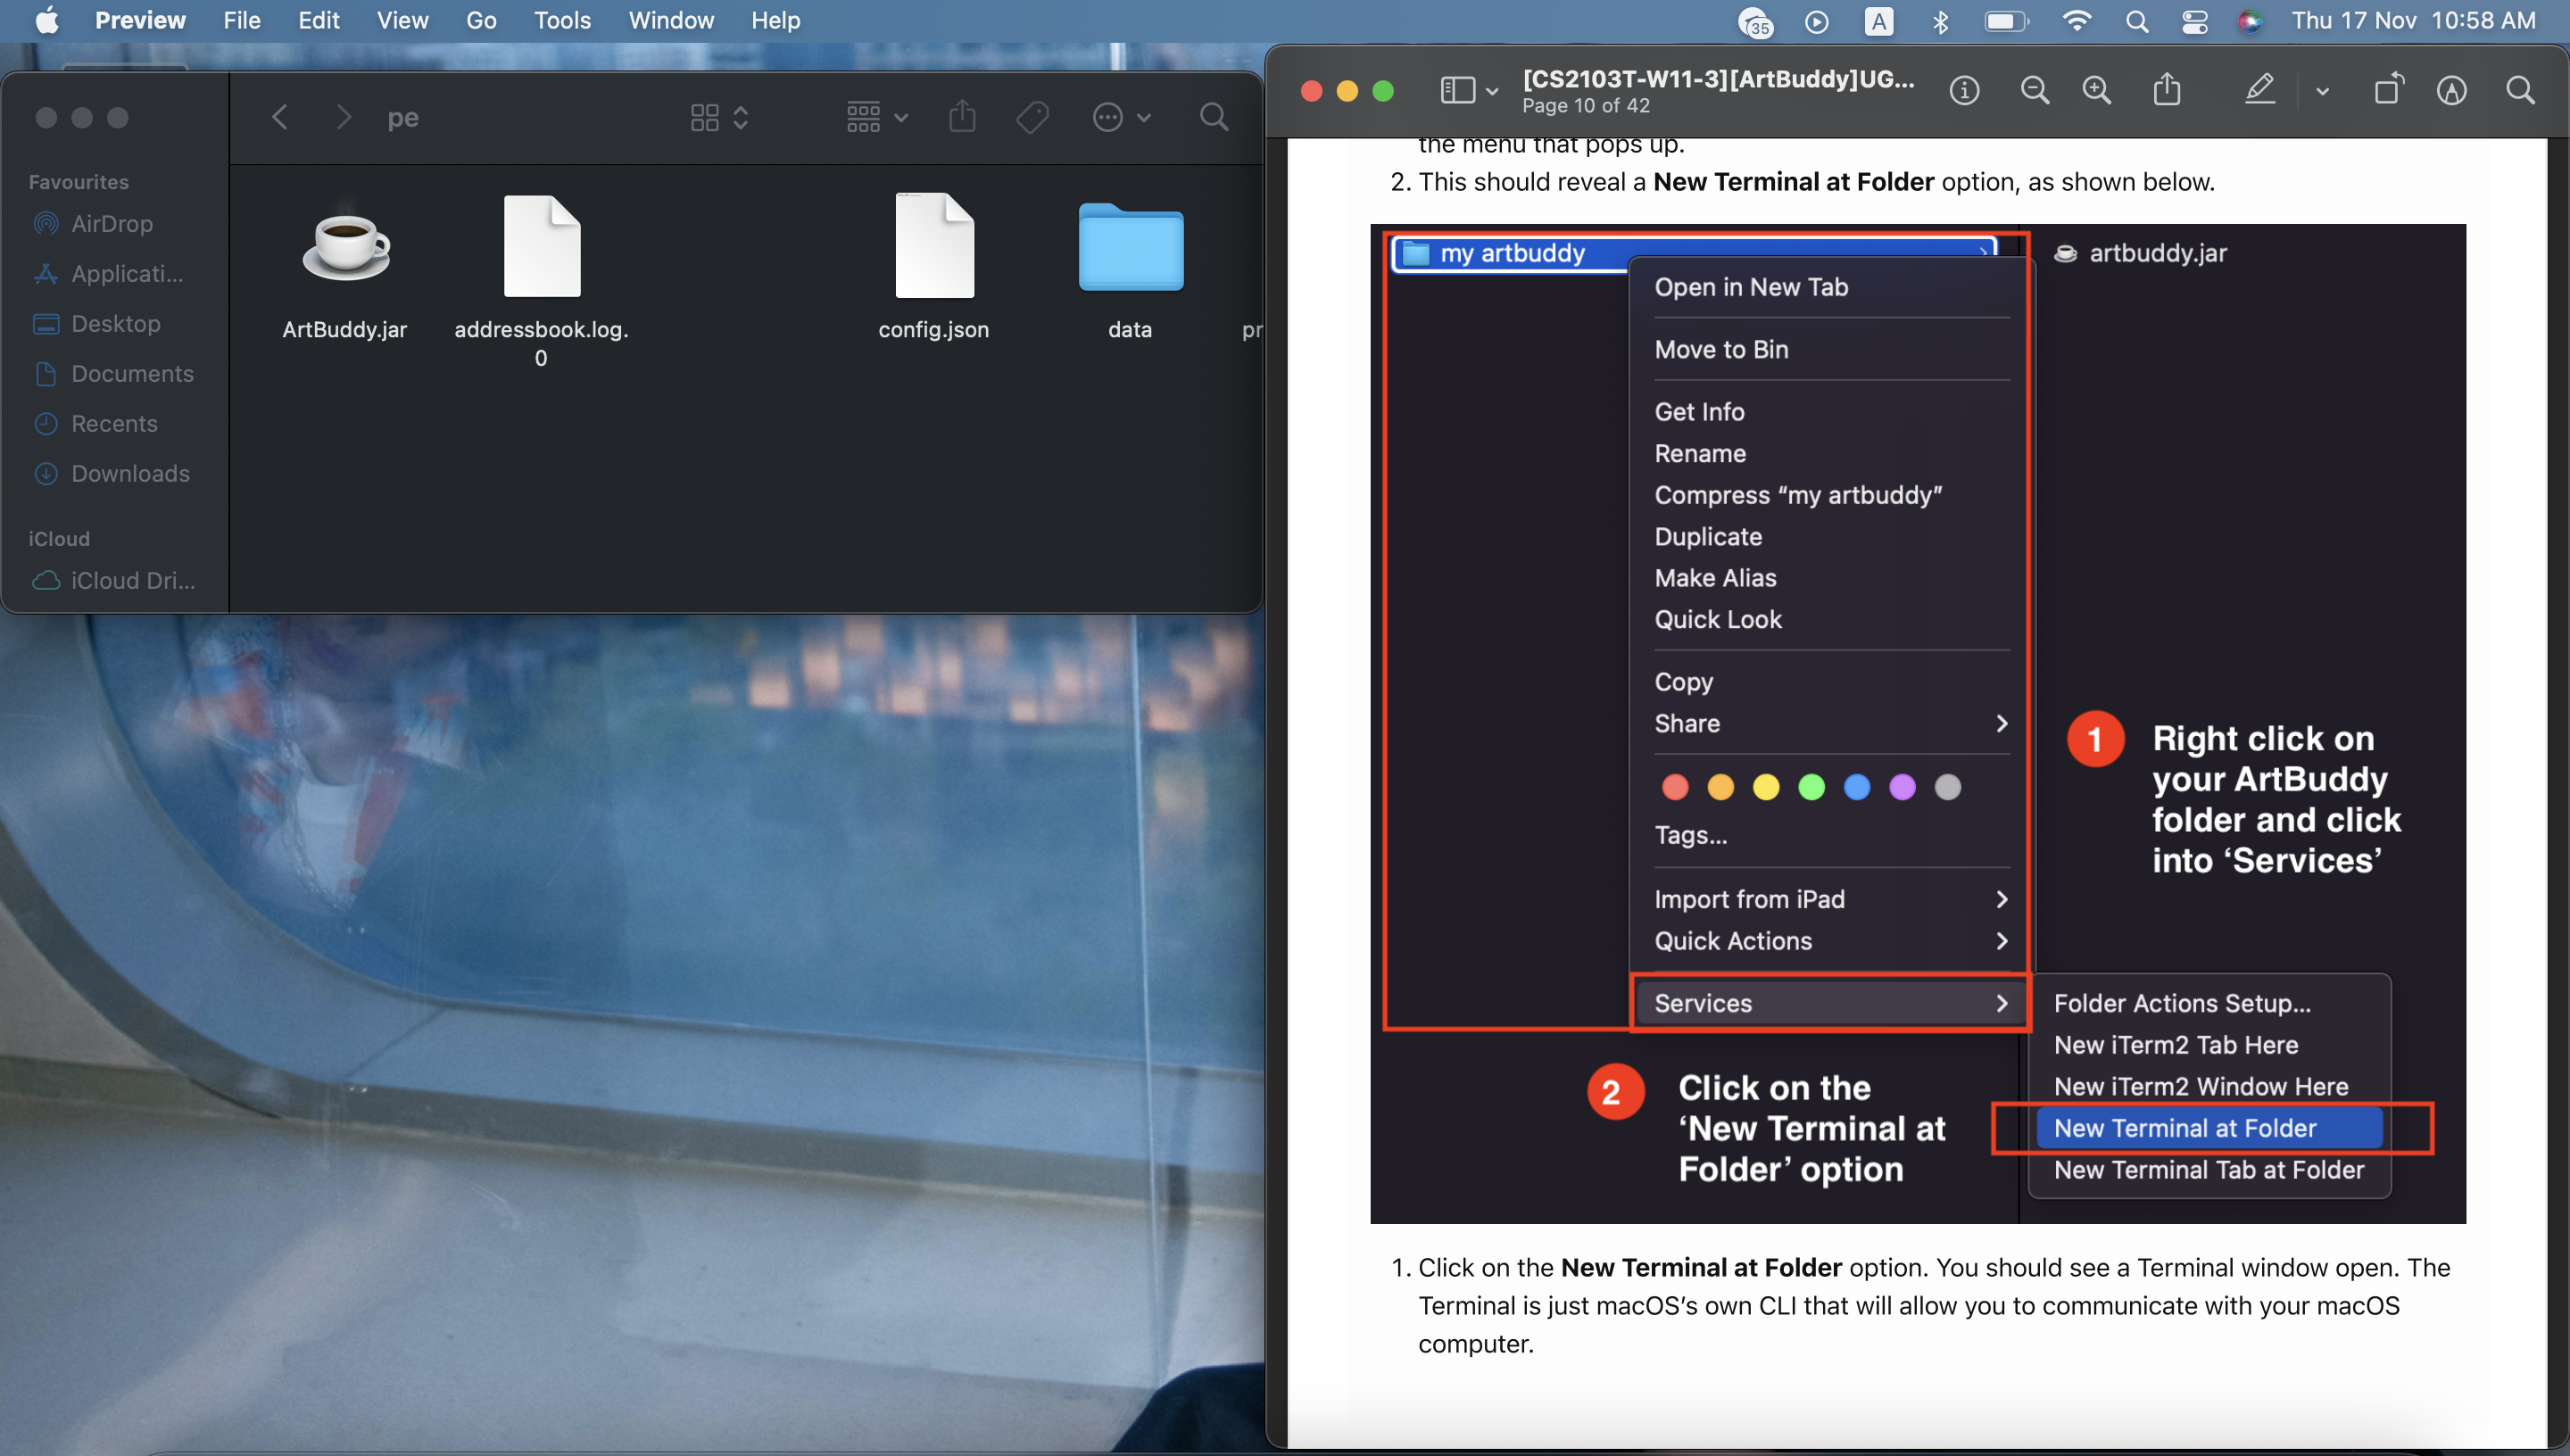 Preview File Edit View Go Tools Window Help
35 A Thu 17 Nov 10:58 AM
pe
Favourites
AirDrop
Applicati...
Desktop
Documents
Recents
Downloads
iCloud
iCloud Dri...
ArtBuddy.jar
addressbook.log.
0
config.json
data
pr
[CS2103T-W11-3][ArtBuddy]UG...
Page 10 of 42
the menu that pops up.
2. This should reveal a New Terminal at Folder option, as shown below.
my artbuddy
artbuddy.jar
Open in New Tab
Move to Bin
Get Info
Rename
Compress “my artbuddy”
Duplicate
Make Alias
Quick Look
Copy
Share
Tags...
Import from iPad
Quick Actions
Services
1 Right click on
your ArtBuddy
folder and click
into ‘Services’
Folder Actions Setup...
New iTerm2 Tab Here
New iTerm2 Window Here
New Terminal at Folder
New Terminal Tab at Folder
2 Click on the
‘New Terminal at
Folder’ option
1. Click on the New Terminal at Folder option. You should see a Terminal window open. The
Terminal is just macOS’s own CLI that will allow you to communicate with your macOS
computer.